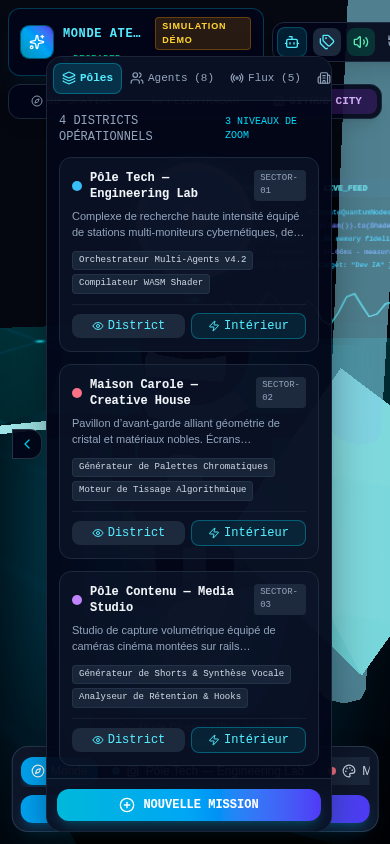 MONDE ATE…
SIMULATION
DÉMO
Pôles
Agents (8)
Flux (5)
CITY
4 DISTRICTS
OPÉRATIONNELS
3 NIVEAUX DE
ZOOM
Pôle Tech —
Engineering Lab
SECTOR-
01
Complexe de recherche haute intensité équipé
de stations multi-moniteurs cybernétiques, de…
Orchestrateur Multi-Agents v4.2
Compilateur WASM Shader
District
Intérieur
Maison Carole —
Creative House
SECTOR-
02
Pavillon d'avant-garde alliant géométrie de
cristal et matériaux nobles. Écrans…
Générateur de Palettes Chromatiques
Moteur de Tissage Algorithmique
District
Intérieur
Pôle Contenu — Media
Studio
SECTOR-
03
Studio de capture volumétrique équipé de
caméras cinéma montées sur rails…
Générateur de Shorts & Synthèse Vocale
Analyseur de Rétention & Hooks
District
Intérieur
Pôle Tech — Engineering Lab
M
NOUVELLE MISSION